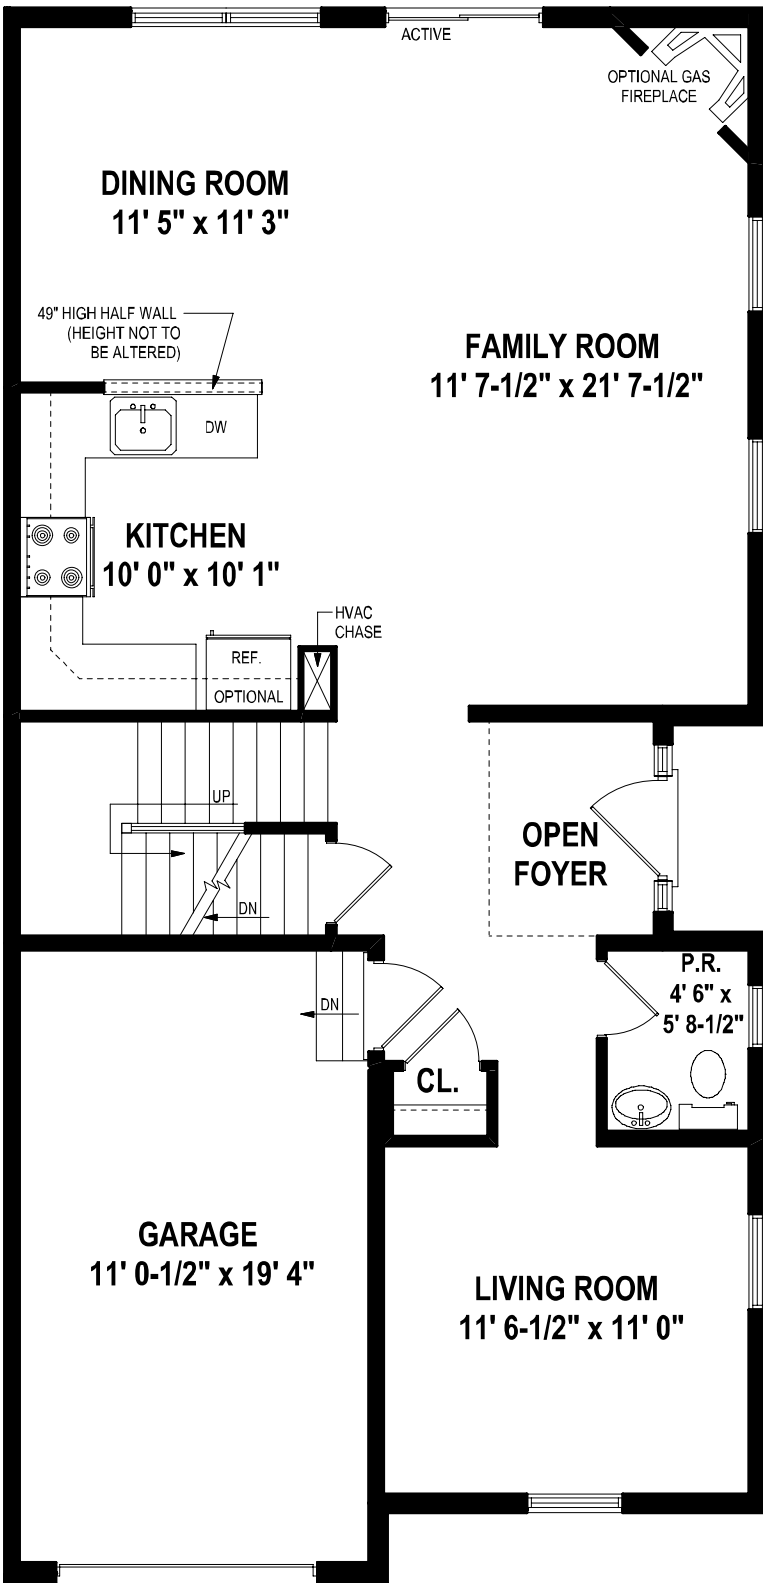 ACTIVE
OPTIONAL GAS
FIREPLACE
DINING ROOM
11' 5" x 11' 3"
49" HIGH HALF WALL
(HEIGHT NOT TO
BE ALTERED)
FAMILY ROOM
11' 7-1/2" x 21' 7-1/2"
DW
KITCHEN
10' 0" x 10' 1"
HVAC
CHASE
REF.
OPTIONAL
UP
OPEN
FOYER
DN
P.R.
4' 6" x
5' 8-1/2"
DN
CL.
GARAGE
11' 0-1/2" x 19' 4"
LIVING ROOM
11' 6-1/2" x 11' 0"